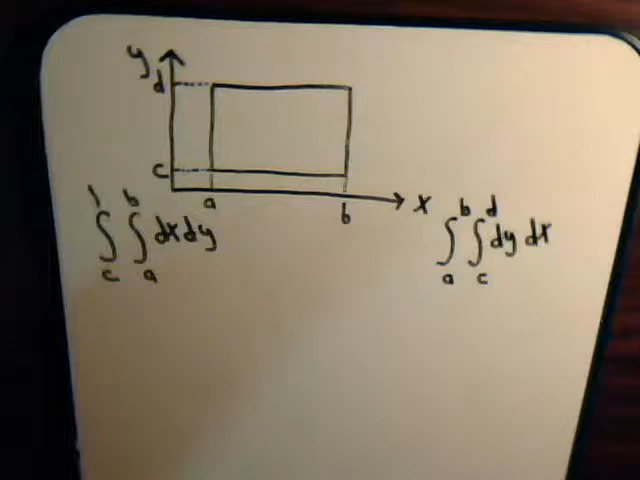 y
d
c
a b x
∫ ∫ dx dy
c a b
∫ ∫ dy dx
a b c d